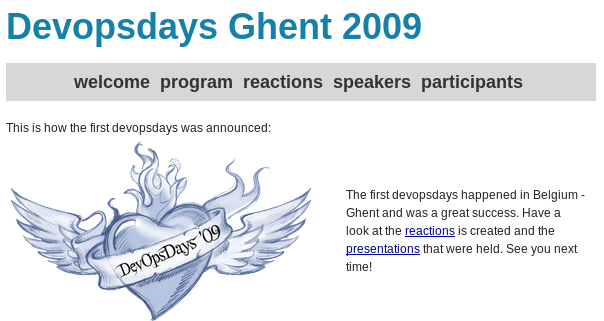 Devopsdays Ghent 2009
welcome program reactions speakers participants
This is how the first devopsdays was announced:
DevOpsDays '09
The first devopsdays happened in Belgium -
Ghent and was a great success. Have a
look at the reactions is created and the
presentations that were held. See you next
time!